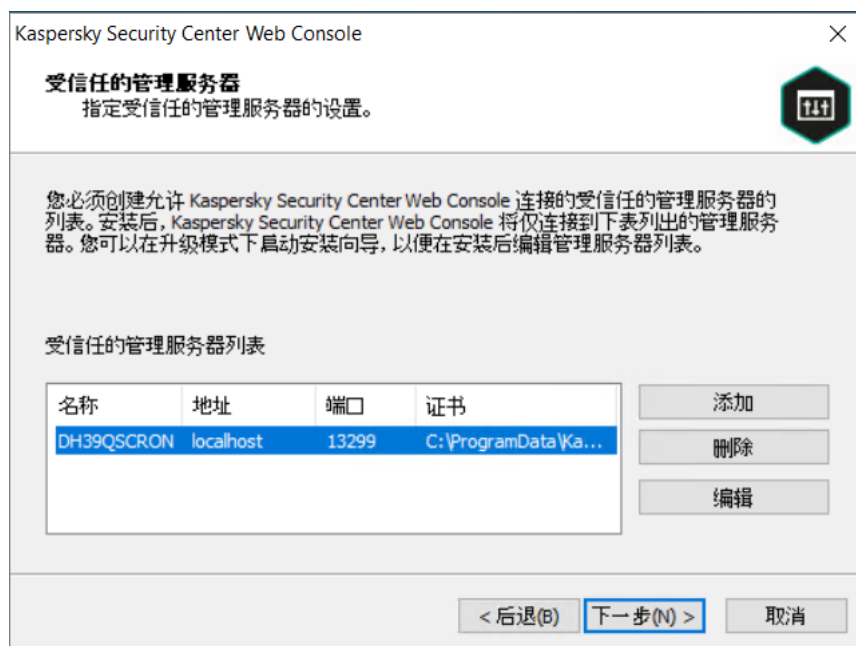 Kaspersky Security Center Web Console
受信任的管理服务器
指定受信任的管理服务器的设置。
您必须创建允许 Kaspersky Security Center Web Console 连接的受信任的管理服务器的
列表。安装后，Kaspersky Security Center Web Console 将仅连接到下表列出的管理服务
器。您可以在升级模式下启动安装向导，以便在安装后编辑管理服务器列表。
受信任的管理服务器列表
名称 地址 端口 证书
DH39QSCRON localhost 13299 C:\ProgramData\Ka...
添加
删除
编辑
< 后退(B) 下一步(N) > 取消